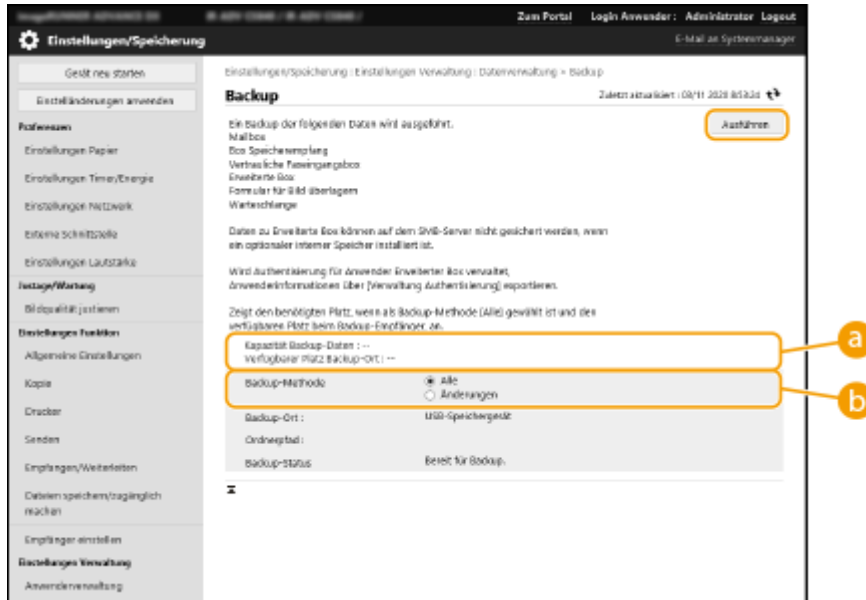 Zum Portal Login Anwender: Administrator Logout
Einstellungen/Speicherung
E-Mail an Systemmanager
Gerät neu starten
Einstelländerungen anwenden
Präferenzen
Einstellungen Papier
Einstellungen Timer/Energie
Einstellungen Netzwerk
Externe Schnittstelle
Einstellungen Lautstärke
Justage/Wartung
Bildqualität justieren
Einstellungen Funktion
Allgemeine Einstellungen
Kopie
Drucker
Senden
Empfangen/Weiterleiten
Dateien speichern/zugänglich
machen
Empfänger einstellen
Einstellungen Verwaltung
Anwenderverwaltung
Einstellungen/Speicherung : Einstellungen Verwaltung : Datenverwaltung > Backup
Backup
Zuletzt aktualisiert :
Ein Backup der folgenden Daten wird ausgeführt.
Ausführen
Mailbox
Box Speicherempfang
Vertrauliche Faxeingangsbox
Erweiterte Box
Formular für Bild überlagern
Warteschlange
Daten zu Erweiterte Box können auf dem SMB-Server nicht gesichert werden, wenn
ein optionaler interner Speicher installiert ist.
Wird Authentisierung für Anwender Erweiterter Box verwaltet,
Anwenderinformationen über [Verwaltung Authentisierung] exportieren.
Zeigt den benötigten Platz, wenn als Backup-Methode [Alle] gewählt ist und den
verfügbaren Platz beim Backup-Empfänger an.
Kapazität Backup-Daten : --
Verfügbarer Platz Backup-Ort : --
a
Backup-Methode
Alle
Änderungen
b
Backup-Ort : USB-Speichergerät
Ordnerpfad :
Backup-Status Bereit für Backup.